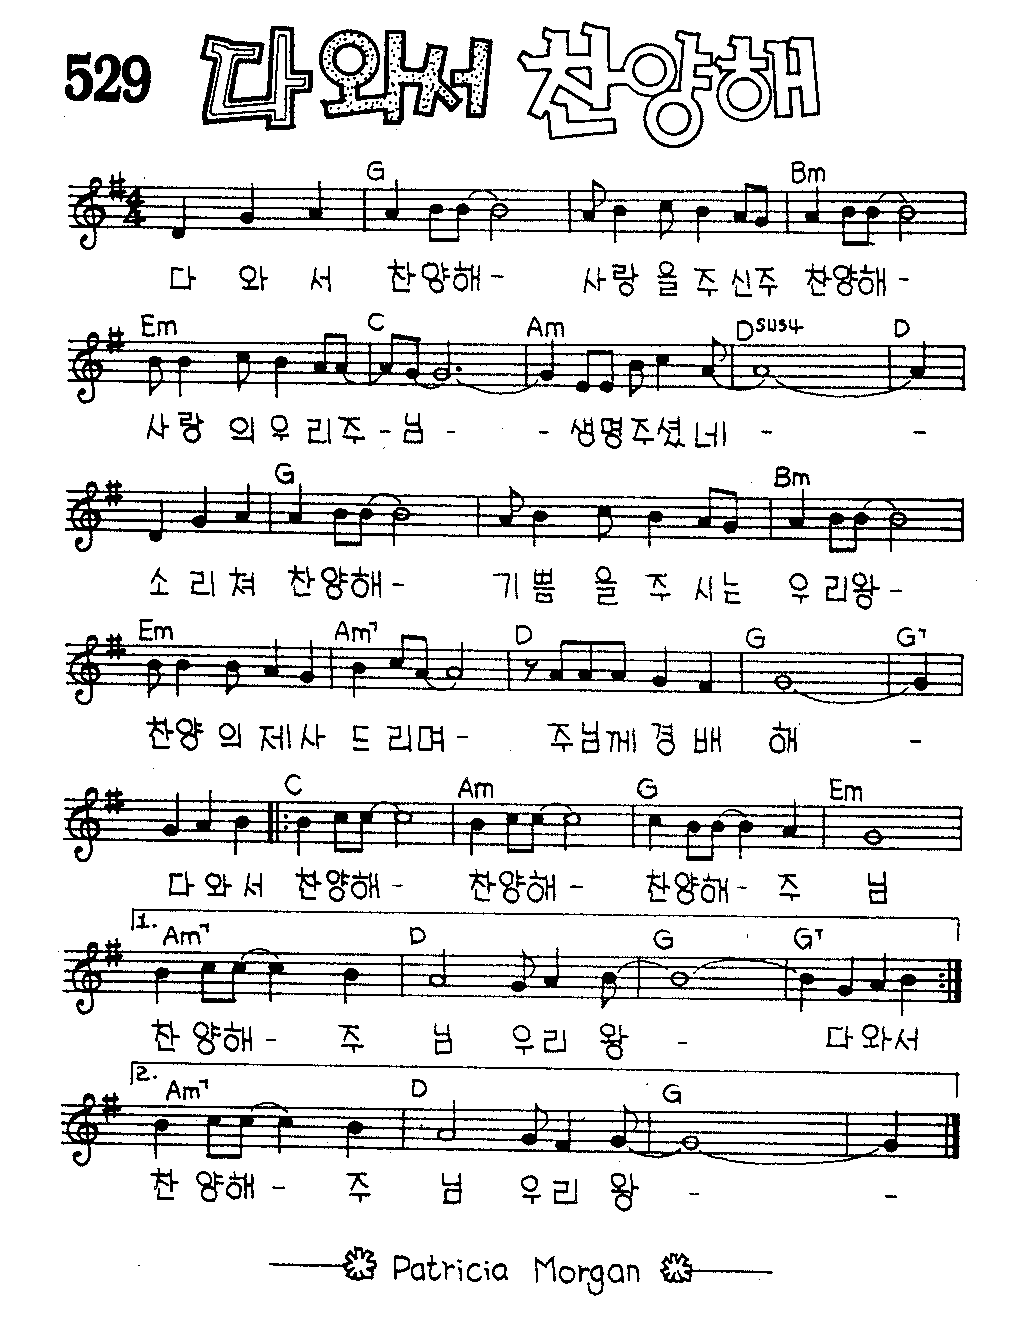 529 다 와써 찬양해
G Bm
다 와 서 찬양해 - 사랑 을 주 신주 찬양해 -
Em C Am Dsus4 D
사랑 의 우 리주 - 님 - - 생명주셨네 - -
G Bm
소 리 쳐 찬양해 - 기쁨 을 주 시는 우 리왕 -
Em Am7 D G G7
찬양 의 제사 드 리며 - 주님께 경 배 해 -
C Am G Em
다 와서 찬양해 - 찬양해 - 찬양해 - 주 님
1. Am7 D G G7
찬 양해 - 주 님 우리 왕 - 다와서
2. Am7 D G
찬 양해 - 주 님 우리 왕 - -
Patricia Morgan